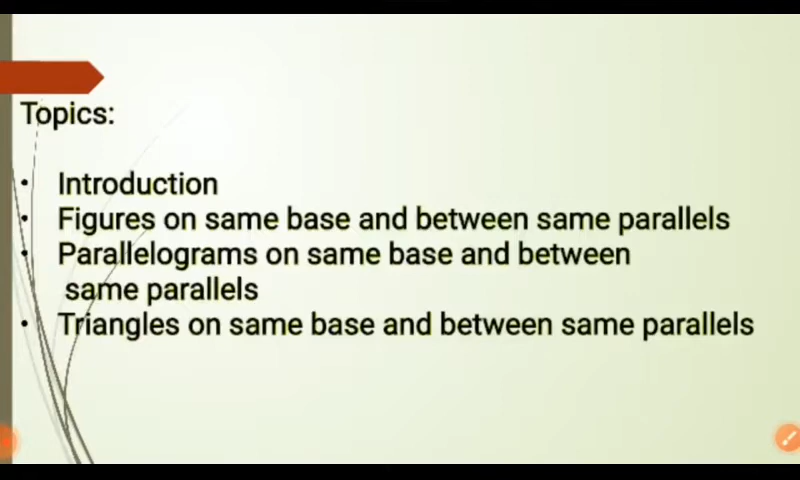 Topics:
• Introduction
• Figures on same base and between same parallels
• Parallelograms on same base and between
same parallels
• Triangles on same base and between same parallels